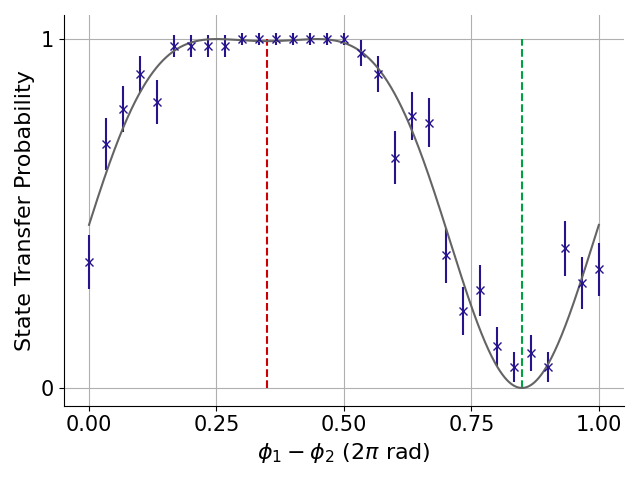 State Transfer Probability
1
0
0.00 0.25 0.50 0.75 1.00
ϕ₁ − ϕ₂ (2π rad)